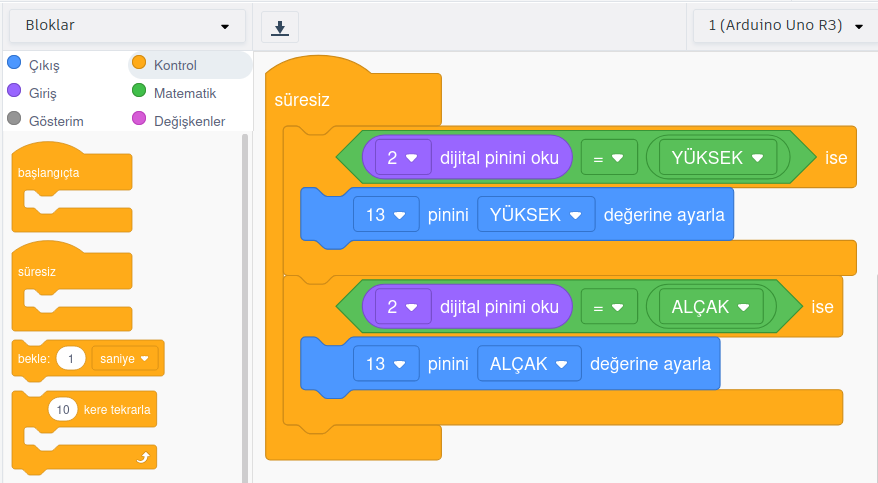 Bloklar
1 (Arduino Uno R3)
Çıkış
Kontrol
Giriş
Matematik
Gösterim
Değişkenler
başlangıçta
süresiz
bekle: 1 saniye
10 kere tekrarla
süresiz
2 dijital pinini oku = YÜKSEK ise
13 pinini YÜKSEK değerine ayarla
2 dijital pinini oku = ALÇAK ise
13 pinini ALÇAK değerine ayarla